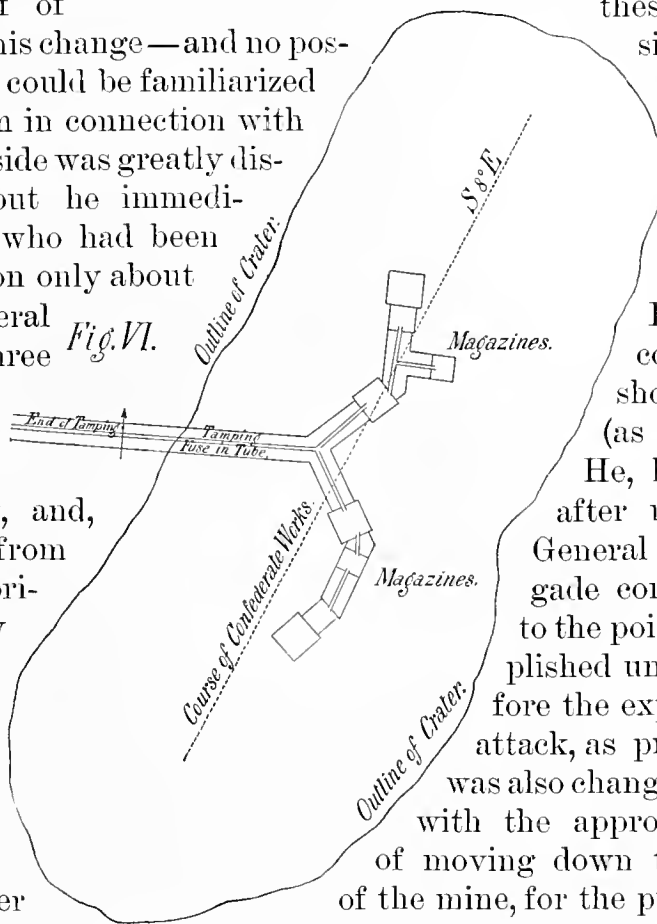 his change—and no pos-
could be familiarized
in connection with
side was greatly dis-
but he immedi-
who had been
on only about
eral
hree
, and,
from
ori-
er
Fig. VI.
Outline of Crater.
S 8° E
Magazines.
End of Tamping
Tamping
Fuse in Tube.
Course of Confederate Works.
Magazines.
Outline of Crater.
thes
si
co
sho
(as
He, 
after u
General
gade con
to the poi
plished un
fore the exp
attack, as pr
was also chang
with the appro
of moving down t
of the mine, for the p